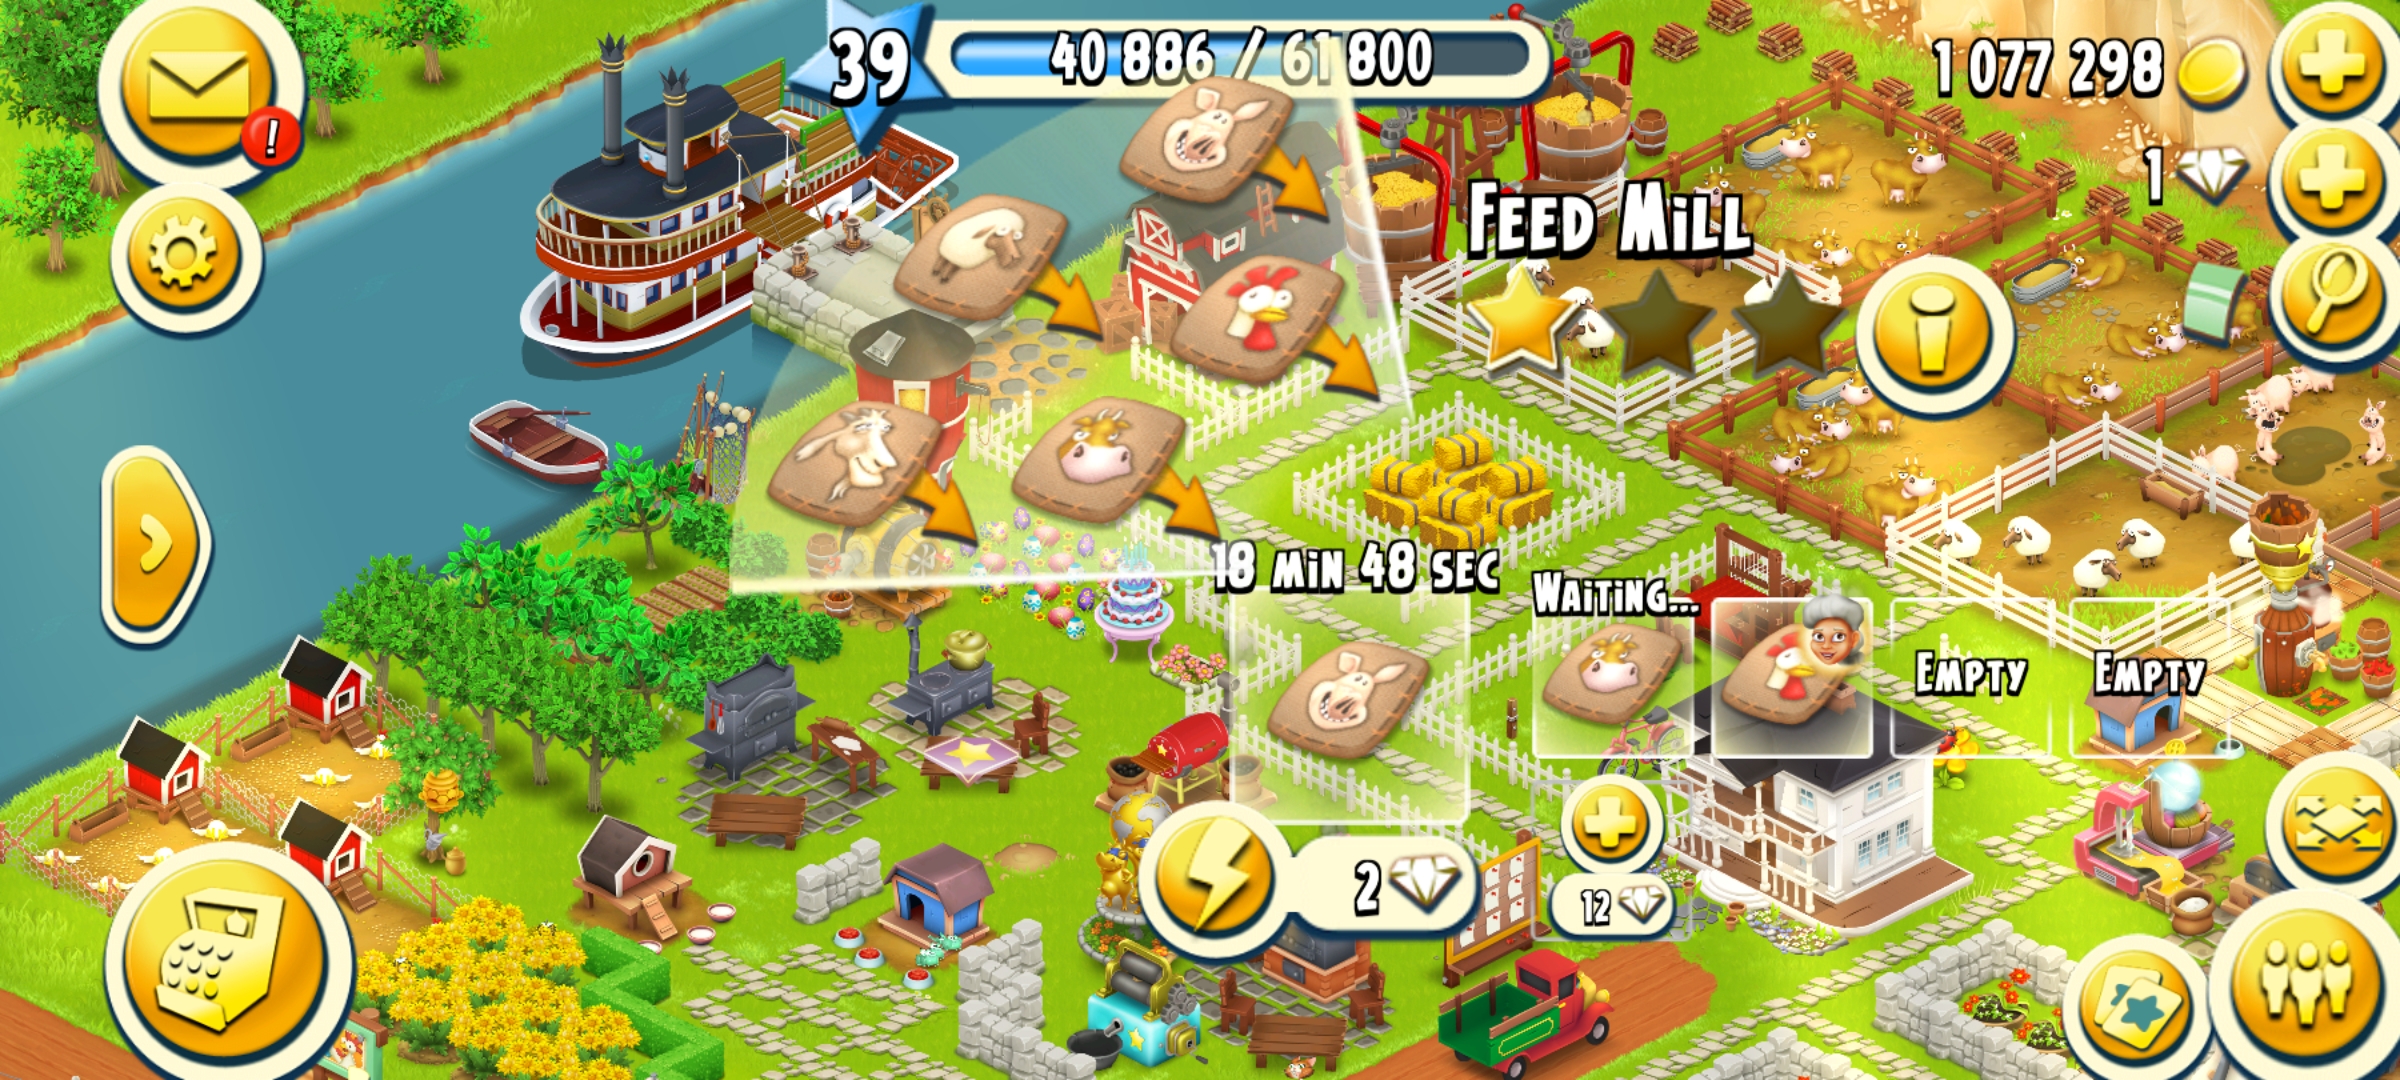 39
40 886 / 61 800
1 077 298
1
!
FEED MILL
18 MIN 48 SEC
WAITING...
EMPTY
EMPTY
2
12